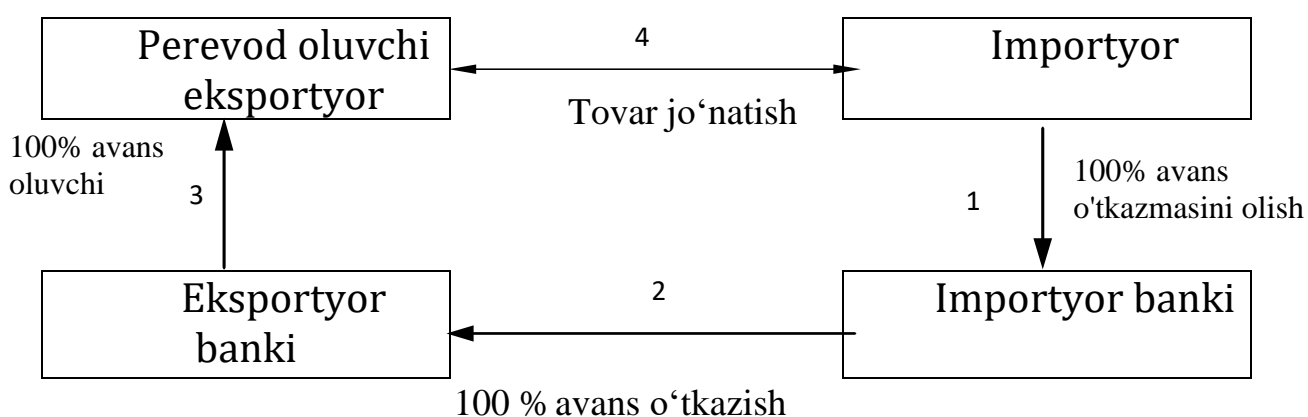 Perevod oluvchi
eksportyor
4
Importyor
Tovar jo‘natish
100% avans
oluvchi
3
1
100% avans
o'tkazmasini olish
Eksportyor
banki
2
Importyor banki
100 % avans o‘tkazish